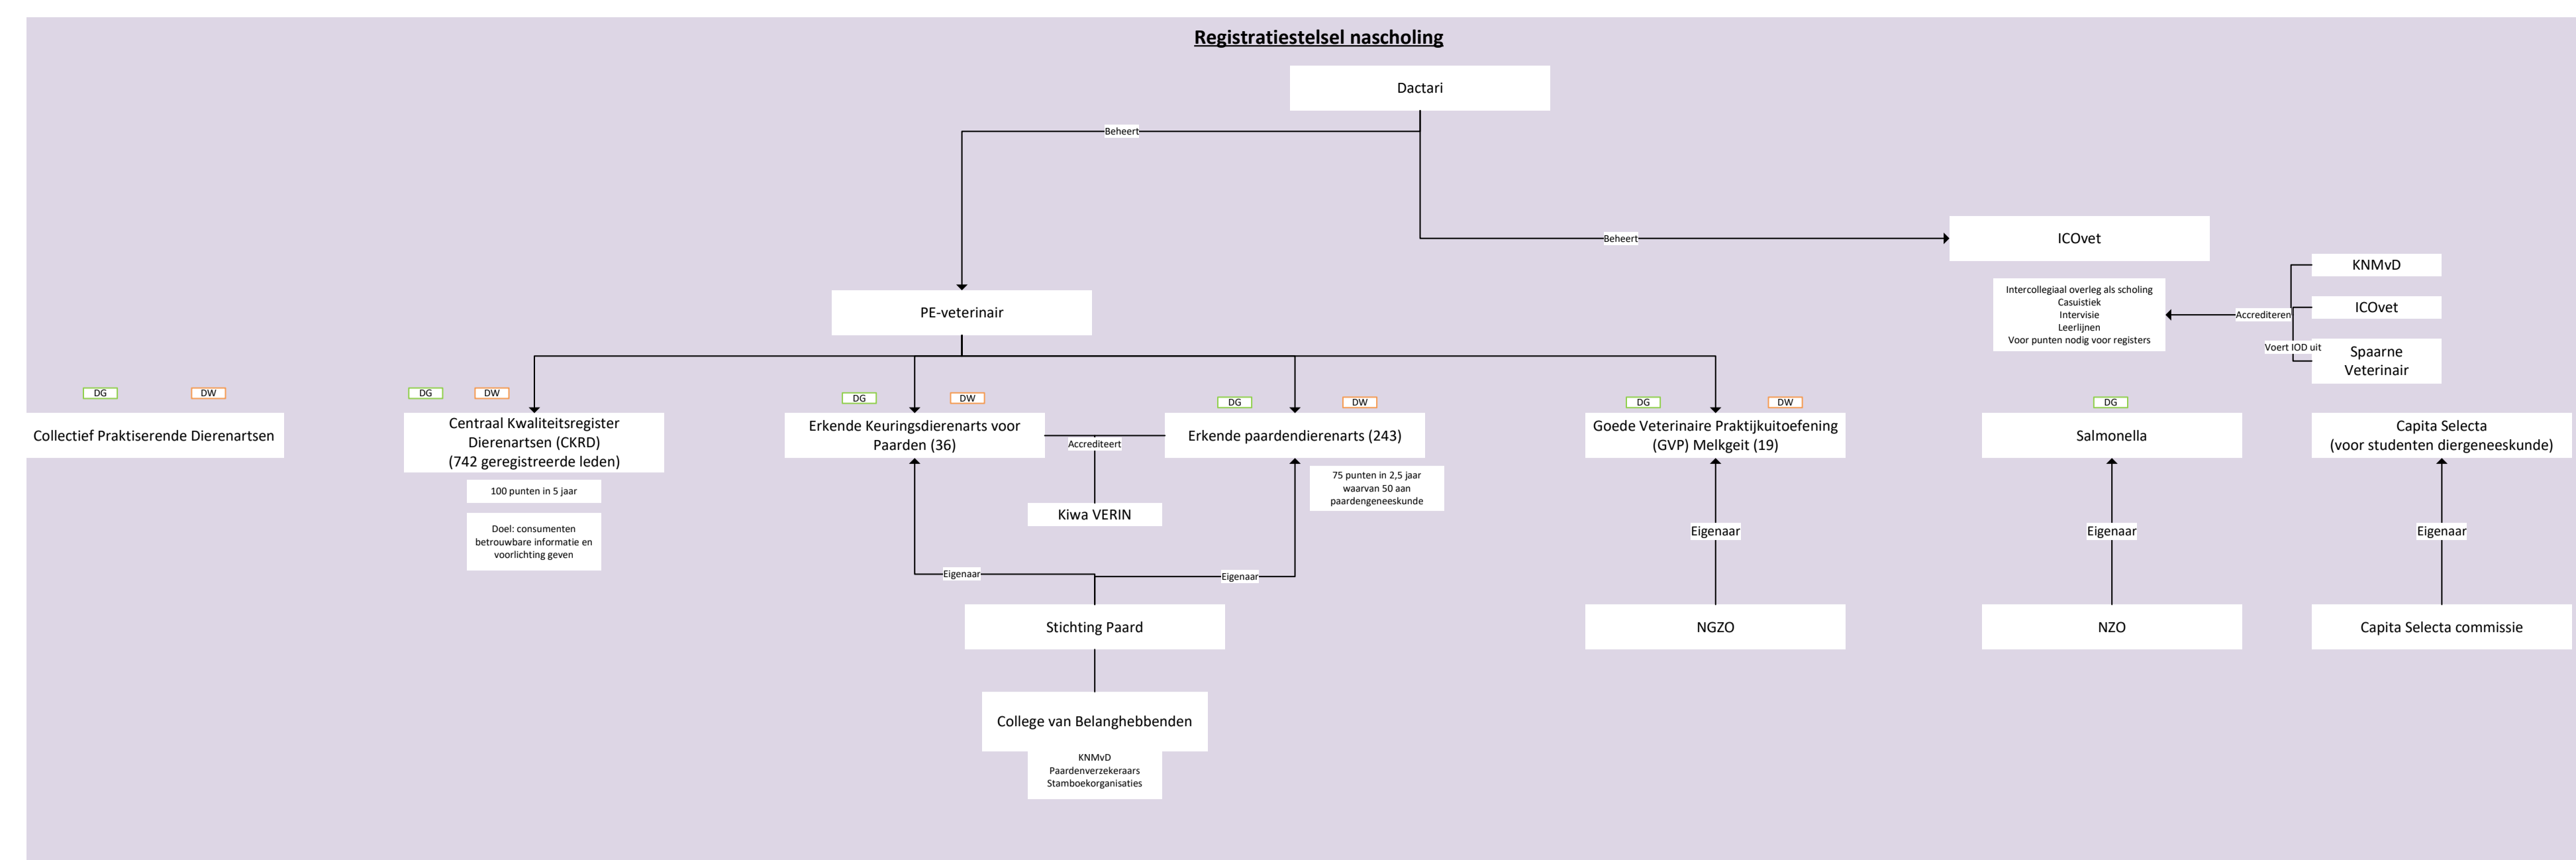 Registratiestelsel nascholing
Dactari
Beheert
Beheert
ICOvet
KNMvD
Intercollegiaal overleg als scholing
Casuistiek
Intervisie
Leerlijnen
Voor punten nodig voor registers
Accrediteren
ICOvet
Voert IOD uit
Spaarne
Veterinair
PE-veterinair
DG
DW
Collectief Praktiserende Dierenartsen
DG
DW
Centraal Kwaliteitsregister
Dierenartsen (CKRD)
(742 geregistreerde leden)
100 punten in 5 jaar
Doel: consumenten
betrouwbare informatie en
voorlichting geven
DG
DW
Erkende Keuringsdierenarts voor
Paarden (36)
Accrediteert
Kiwa VERIN
DG
DW
Erkende paardendierenarts (243)
75 punten in 2,5 jaar
waarvan 50 aan
paardengeneeskunde
DG
DW
Goede Veterinaire Praktijkuitoefening
(GVP) Melkgeit (19)
DG
Salmonella
Capita Selecta
(voor studenten diergeneeskunde)
Eigenaar
Eigenaar
Eigenaar
Eigenaar
Eigenaar
Stichting Paard
NGZO
NZO
Capita Selecta commissie
College van Belanghebbenden
KNMvD
Paardenverzekeraars
Stamboekorganisaties